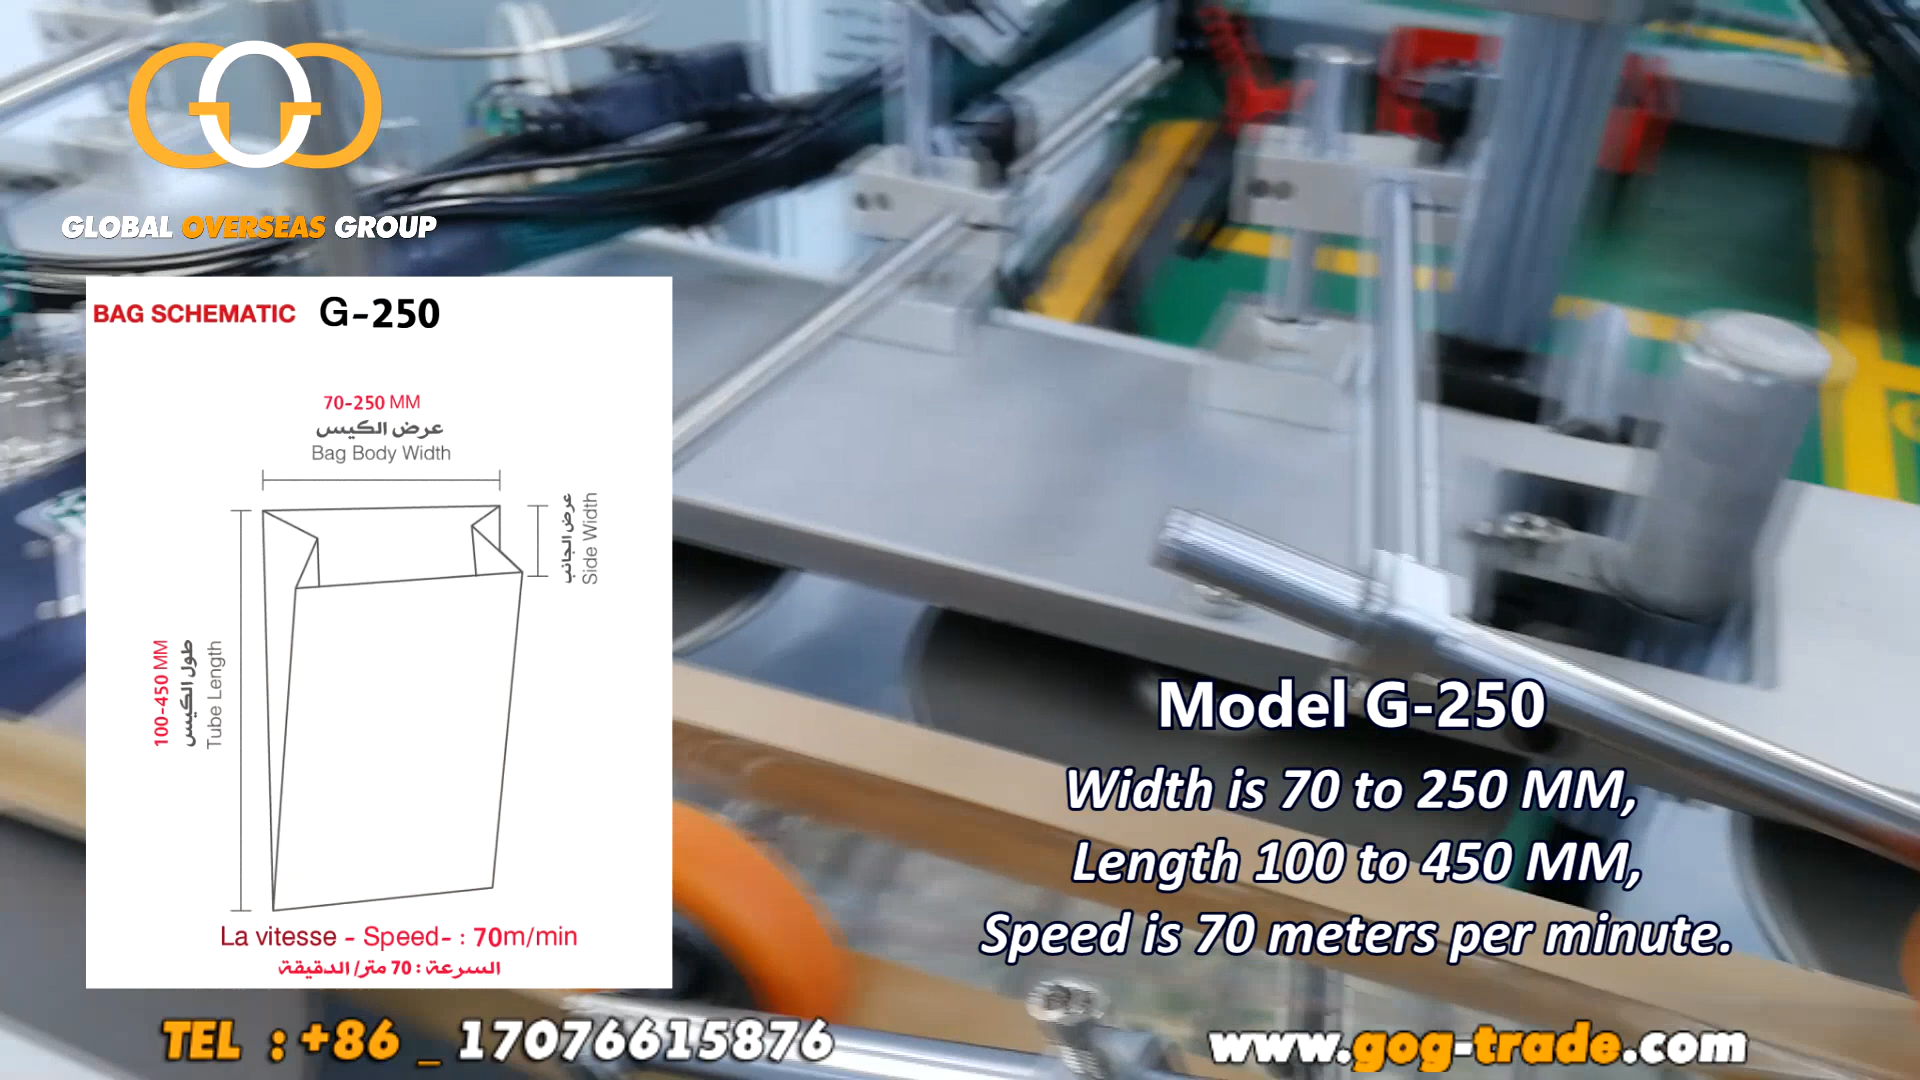 GLOBAL OVERSEAS GROUP
BAG SCHEMATIC G-250
70-250 MM
عرض الكيس
Bag Body Width
عرض الجانب
Side Width
100-450 MM
طول الكيس
Tube Length
La vitesse - Speed- : 70m/min
السرعة : 70 متر/ الدقيقة
Model G-250
Width is 70 to 250 MM,
Length 100 to 450 MM,
Speed is 70 meters per minute.
TEL : +86 _ 17076615876
www.gog-trade.com